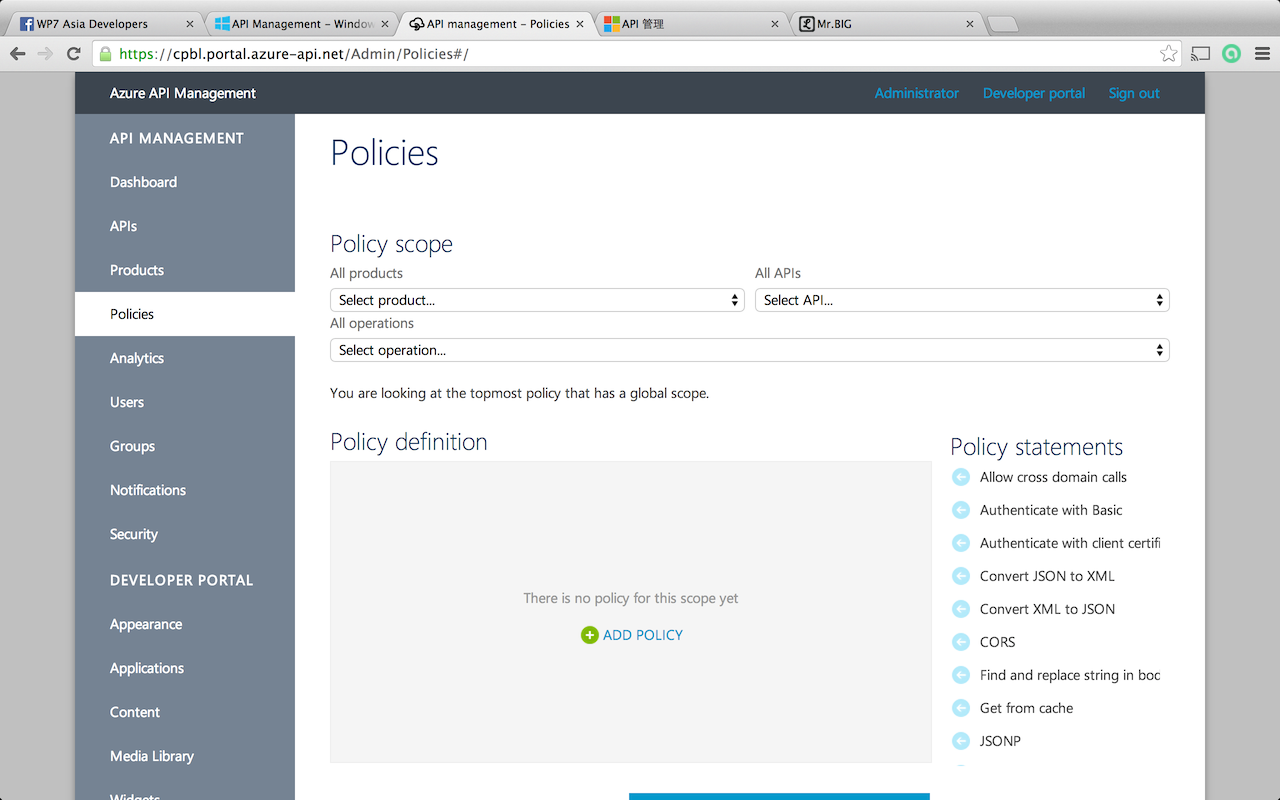 WP7 Asia Developers
API Management – Window
API management – Policies
API 管理
Mr.BIG
https://cpbl.portal.azure-api.net/Admin/Policies#/
Azure API Management
Administrator
Developer portal
Sign out
API MANAGEMENT
Dashboard
APIs
Products
Policies
Analytics
Users
Groups
Notifications
Security
DEVELOPER PORTAL
Appearance
Applications
Content
Media Library
Widgets
Policies
Policy scope
All products
All APIs
Select product...
Select API...
All operations
Select operation...
You are looking at the topmost policy that has a global scope.
Policy definition
There is no policy for this scope yet
ADD POLICY
Policy statements
Allow cross domain calls
Authenticate with Basic
Authenticate with client certifi
Convert JSON to XML
Convert XML to JSON
CORS
Find and replace string in boc
Get from cache
JSONP